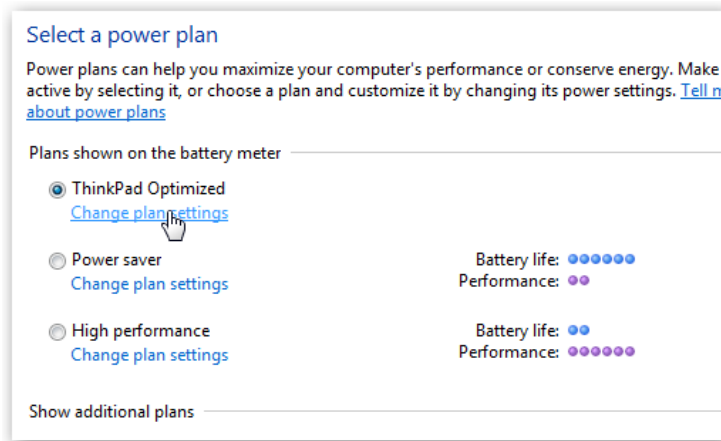 Select a power plan
Power plans can help you maximize your computer's performance or conserve energy. Make
active by selecting it, or choose a plan and customize it by changing its power settings. Tell
about power plans
Plans shown on the battery meter
ThinkPad Optimized
Change plan settings
Power saver Battery life:
Change plan settings Performance:
High performance Battery life:
Change plan settings Performance:
Show additional plans